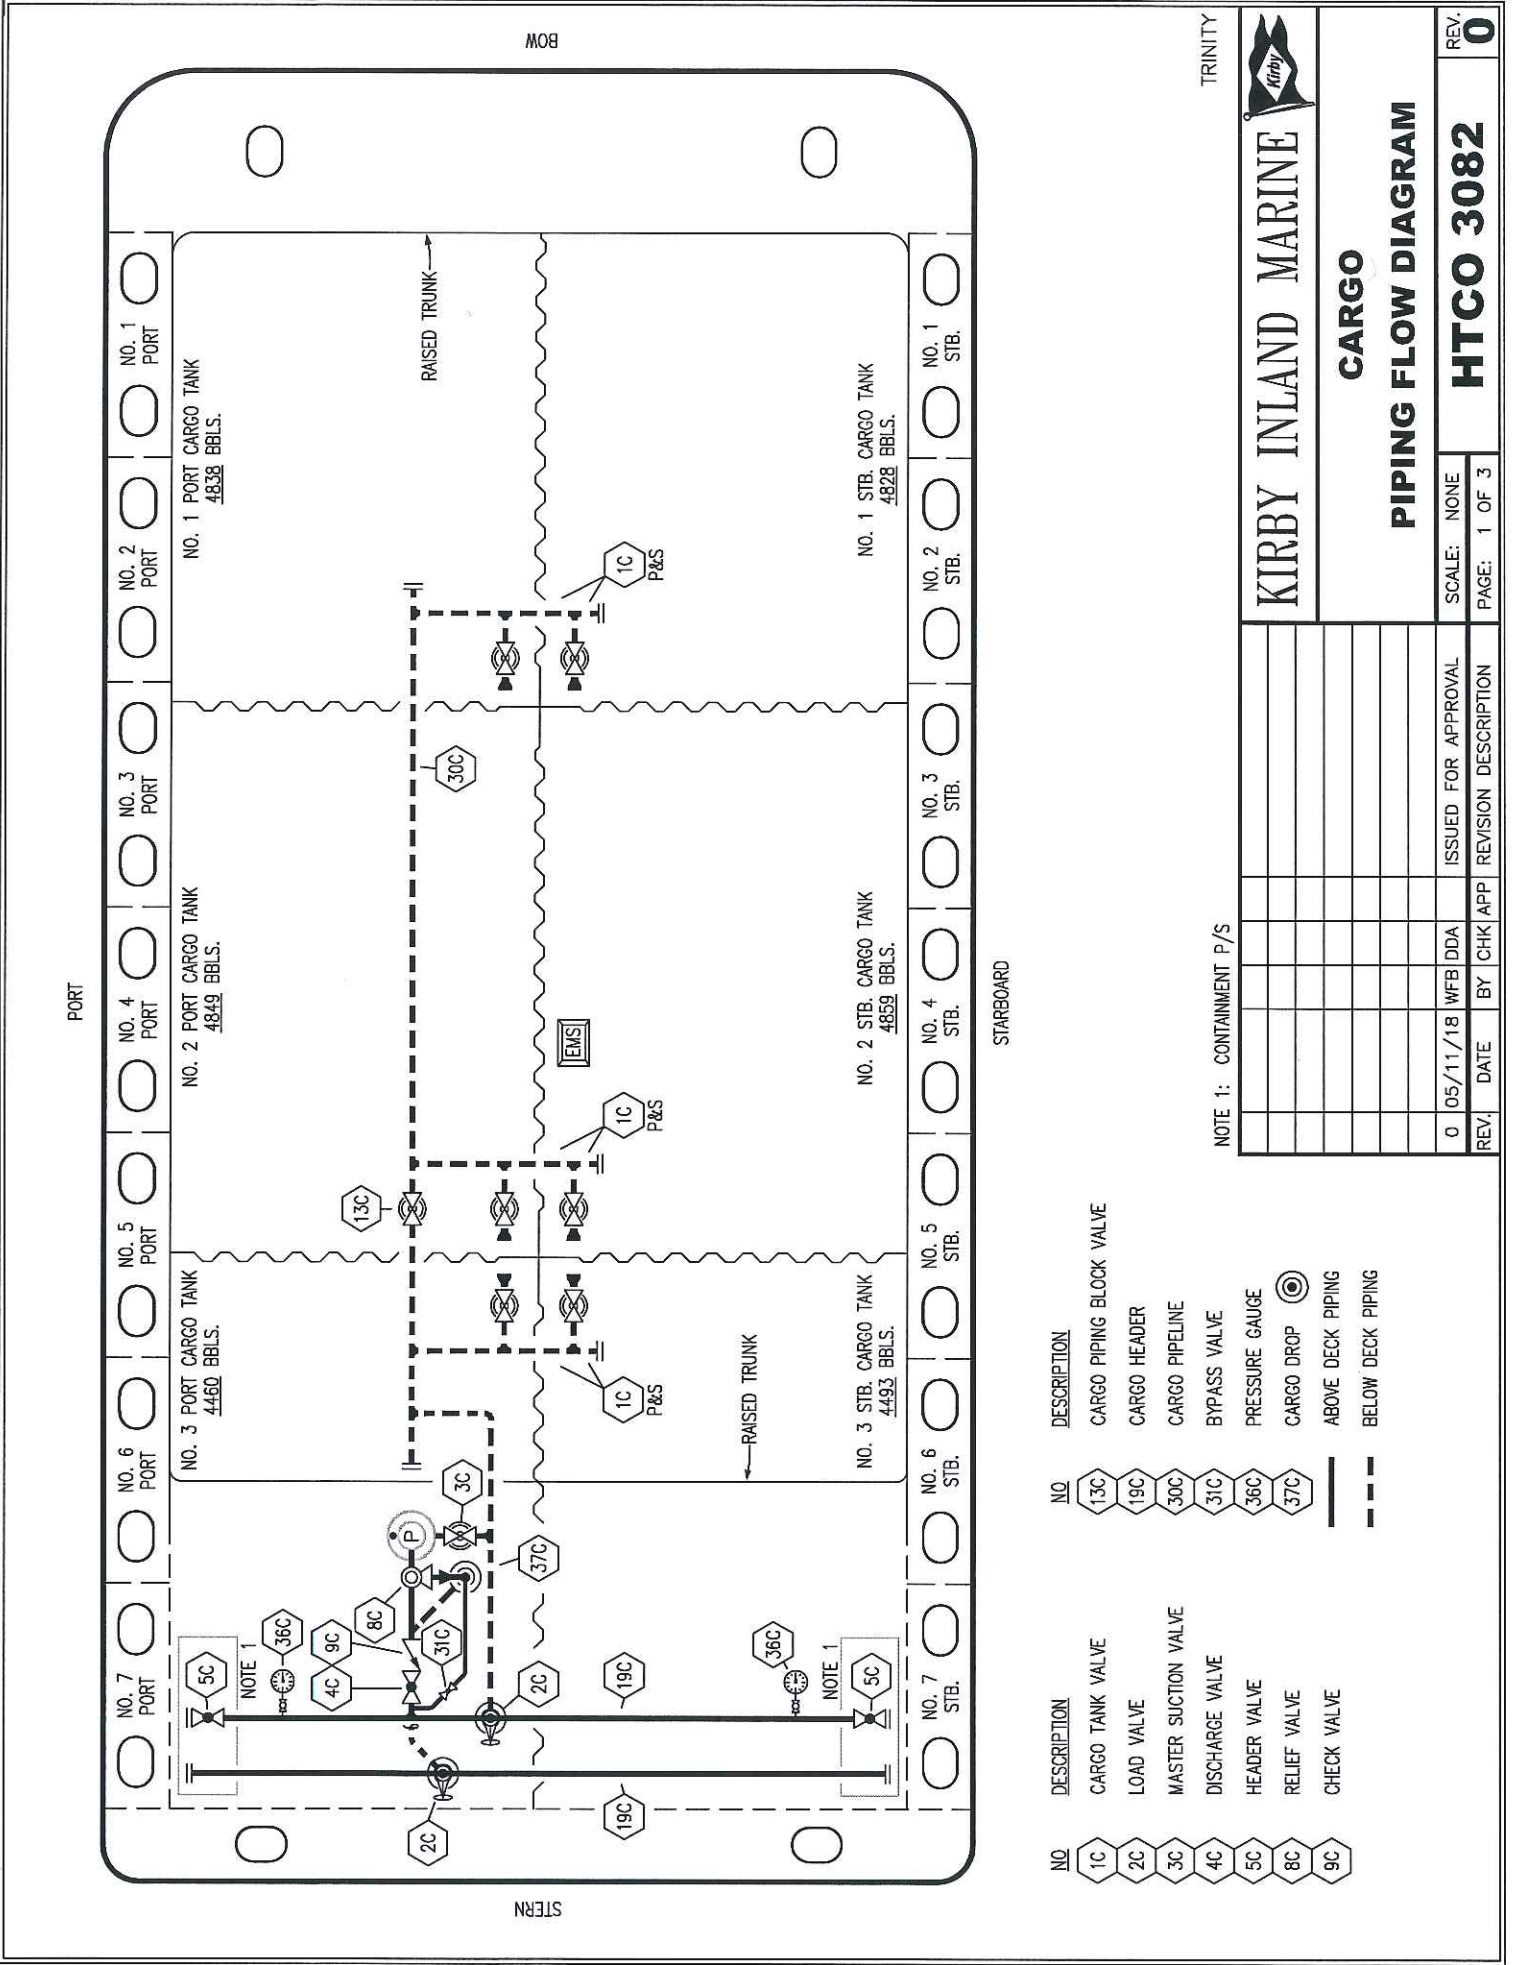 PORT
NO. 7
PORT
NO. 6
PORT
NO. 5
PORT
NO. 4
PORT
NO. 3
PORT
NO. 2
PORT
NO. 1
PORT
NO. 3 PORT CARGO TANK
4460 BBLS.
NO. 2 PORT CARGO TANK
4849 BBLS.
NO. 1 PORT CARGO TANK
4838 BBLS.
STERN
BOW
5C
NOTE 1
36C
4C
9C
8C
31C
P
3C
37C
2C
2C
19C
19C
13C
30C
RAISED TRUNK
1C
P&S
1C
P&S
1C
P&S
EMS
36C
NOTE 1
5C
RAISED TRUNK
NO. 3 STB. CARGO TANK
4493 BBLS.
NO. 2 STB. CARGO TANK
4859 BBLS.
NO. 1 STB. CARGO TANK
4828 BBLS.
NO. 7
STB.
NO. 6
STB.
NO. 5
STB.
NO. 4
STB.
NO. 3
STB.
NO. 2
STB.
NO. 1
STB.
STARBOARD
NO DESCRIPTION
1C CARGO TANK VALVE
2C LOAD VALVE
3C MASTER SUCTION VALVE
4C DISCHARGE VALVE
5C HEADER VALVE
8C RELIEF VALVE
9C CHECK VALVE
NO DESCRIPTION
13C CARGO PIPING BLOCK VALVE
19C CARGO HEADER
30C CARGO PIPELINE
31C BYPASS VALVE
36C PRESSURE GAUGE
37C CARGO DROP
ABOVE DECK PIPING
BELOW DECK PIPING
NOTE 1: CONTAINMENT P/S
TRINITY
KIRBY INLAND MARINE
Kirby
CARGO
PIPING FLOW DIAGRAM
0 05/11/18 WFB DDA ISSUED FOR APPROVAL
REV. DATE BY CHK APP REVISION DESCRIPTION
SCALE: NONE
PAGE: 1 OF 3
HTCO 3082
REV.
0